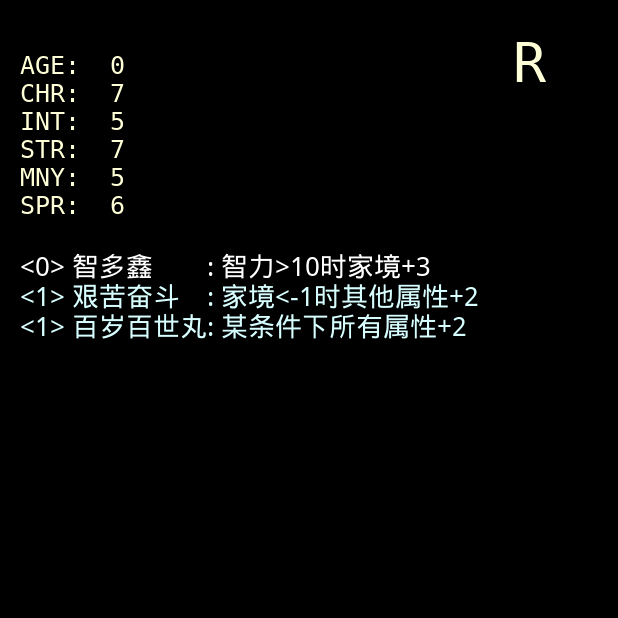 R
AGE: 0
CHR: 7
INT: 5
STR: 7
MNY: 5
SPR: 6
<0> 智多鑫 : 智力>10时家境+3
<1> 艰苦奋斗 : 家境<-1时其他属性+2
<1> 百岁百世丸: 某条件下所有属性+2